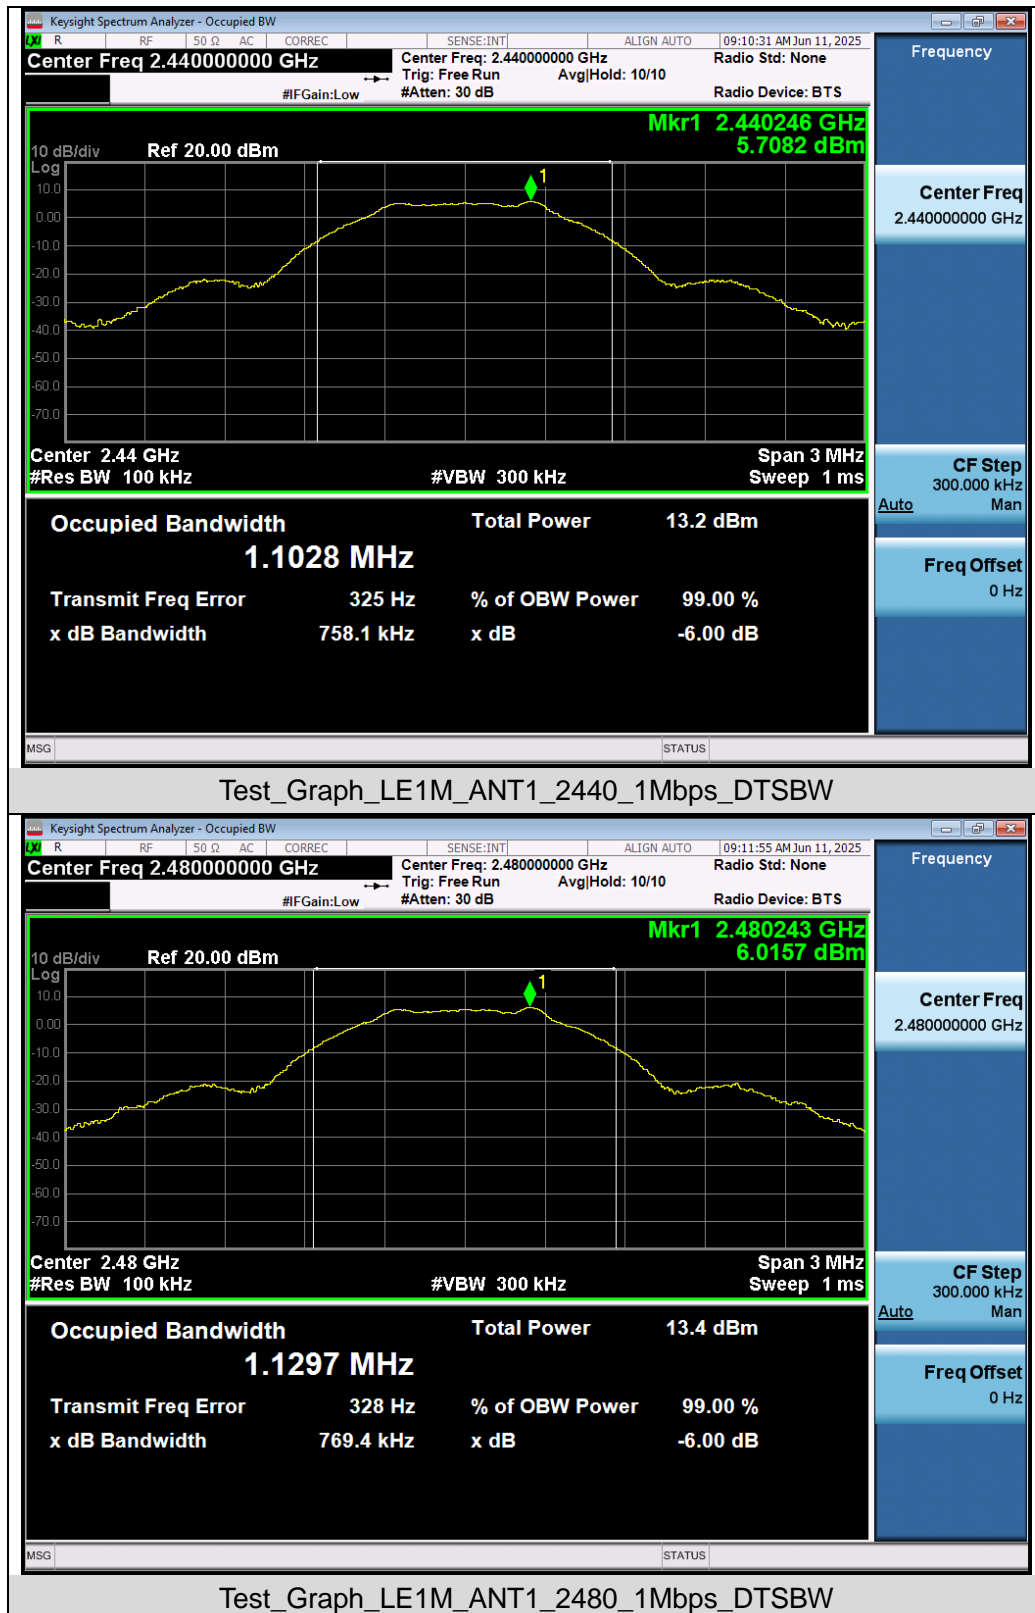 Keysight Spectrum Analyzer - Occupied BW
LXI R RF 50 Ω AC CORREC SENSE:INT ALIGN AUTO 09:10:31 AM Jun 11, 2025
Center Freq 2.440000000 GHz
Center Freq: 2.440000000 GHz Radio Std: None
Trig: Free Run Avg|Hold: 10/10
#IFGain:Low #Atten: 30 dB Radio Device: BTS
Frequency
Mkr1 2.440246 GHz
5.7082 dBm
10 dB/div Ref 20.00 dBm
Log
10.0
0.00
-10.0
-20.0
-30.0
-40.0
-50.0
-60.0
-70.0
1
Center 2.44 GHz Span 3 MHz
#Res BW 100 kHz #VBW 300 kHz Sweep 1 ms
Center Freq
2.440000000 GHz
CF Step
300.000 kHz
Auto Man
Freq Offset
0 Hz
Occupied Bandwidth Total Power 13.2 dBm
1.1028 MHz
Transmit Freq Error 325 Hz % of OBW Power 99.00 %
x dB Bandwidth 758.1 kHz x dB -6.00 dB
MSG STATUS
Test_Graph_LE1M_ANT1_2440_1Mbps_DTSBW
Keysight Spectrum Analyzer - Occupied BW
LXI R RF 50 Ω AC CORREC SENSE:INT ALIGN AUTO 09:11:55 AM Jun 11, 2025
Center Freq 2.480000000 GHz
Center Freq: 2.480000000 GHz Radio Std: None
Trig: Free Run Avg|Hold: 10/10
#IFGain:Low #Atten: 30 dB Radio Device: BTS
Frequency
Mkr1 2.480243 GHz
6.0157 dBm
10 dB/div Ref 20.00 dBm
Log
10.0
0.00
-10.0
-20.0
-30.0
-40.0
-50.0
-60.0
-70.0
1
Center 2.48 GHz Span 3 MHz
#Res BW 100 kHz #VBW 300 kHz Sweep 1 ms
Center Freq
2.480000000 GHz
CF Step
300.000 kHz
Auto Man
Freq Offset
0 Hz
Occupied Bandwidth Total Power 13.4 dBm
1.1297 MHz
Transmit Freq Error 328 Hz % of OBW Power 99.00 %
x dB Bandwidth 769.4 kHz x dB -6.00 dB
MSG STATUS
Test_Graph_LE1M_ANT1_2480_1Mbps_DTSBW